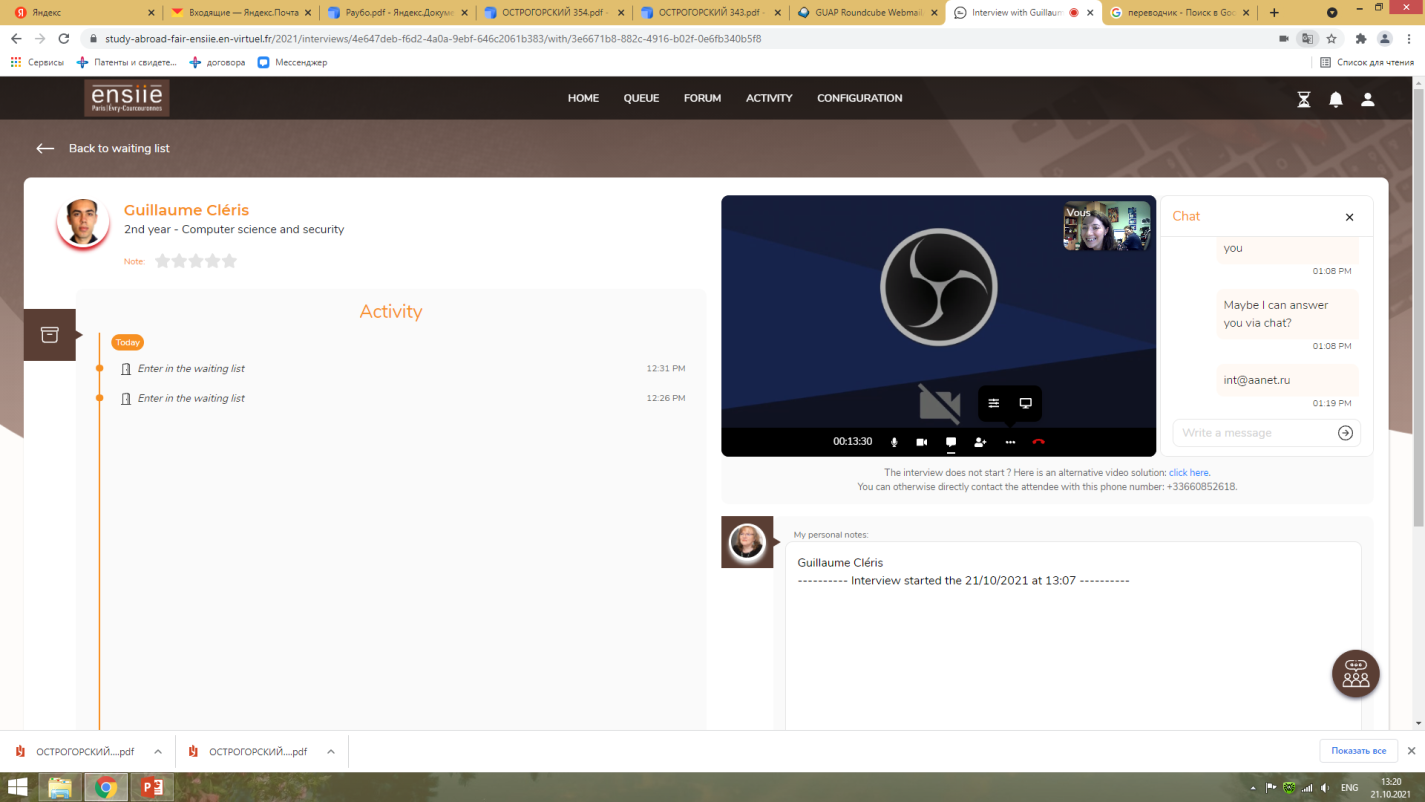 Яндекс
Входящие — Яндекс.Почта
Раубо.pdf - Яндекс.Докуме
ОСТРОГОРСКИЙ 354.pdf -
ОСТРОГОРСКИЙ 343.pdf -
GUAP Roundcube Webmail
Interview with Guillaum
переводчик - Поиск в Goo
study-abroad-fair-ensiie.en-virtuel.fr/2021/interviews/4e647deb-f6d2-4a0a-9ebf-646c2061b383/with/3e6671b8-882c-4916-b02f-0e6fb340b5f8
Сервисы
Патенты и свидете...
договора
Мессенджер
Список для чтения
ensiie
Paris | Evry-Courcouronnes
HOME QUEUE FORUM ACTIVITY CONFIGURATION
Back to waiting list
Guillaume Cléris
2nd year - Computer science and security
Note:
Activity
Today
Enter in the waiting list 12:31 PM
Enter in the waiting list 12:26 PM
Vous
00:13:30
Chat
you
01:08 PM
Maybe I can answer
you via chat?
01:08 PM
int@aanet.ru
01:19 PM
Write a message
The interview does not start ? Here is an alternative video solution: click here.
You can otherwise directly contact the attendee with this phone number: +33660852618.
My personal notes:
Guillaume Cléris
---------- Interview started the 21/10/2021 at 13:07 ----------
ОСТРОГОРСКИЙ....pdf
ОСТРОГОРСКИЙ....pdf
Показать все
ENG
13:20
21.10.2021